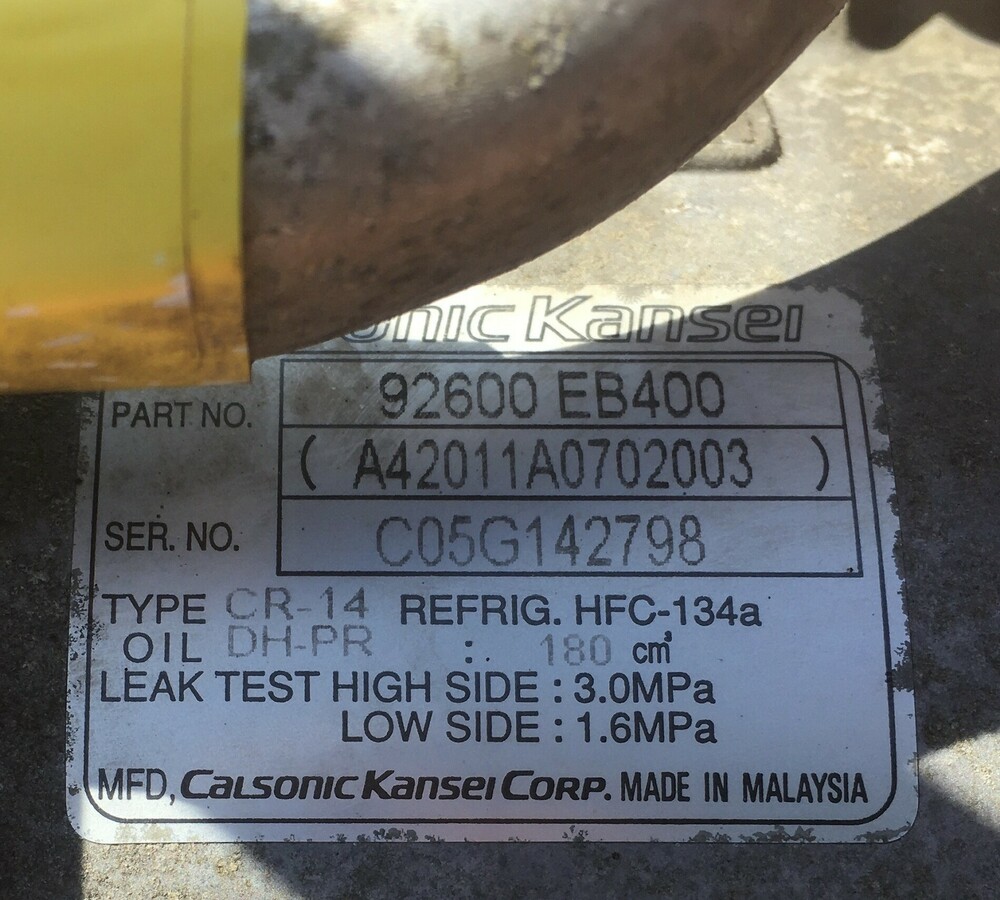 Kansei
PART NO. 92600 EB400
( A42011A0702003 )
SER. NO. C05G142798
TYPE CR-14 REFRIG. HFC-134a
OIL DH-PR : 180 cm³
LEAK TEST HIGH SIDE : 3.0MPa
LOW SIDE : 1.6MPa
MFD, Calsonic Kansei Corp. MADE IN MALAYSIA